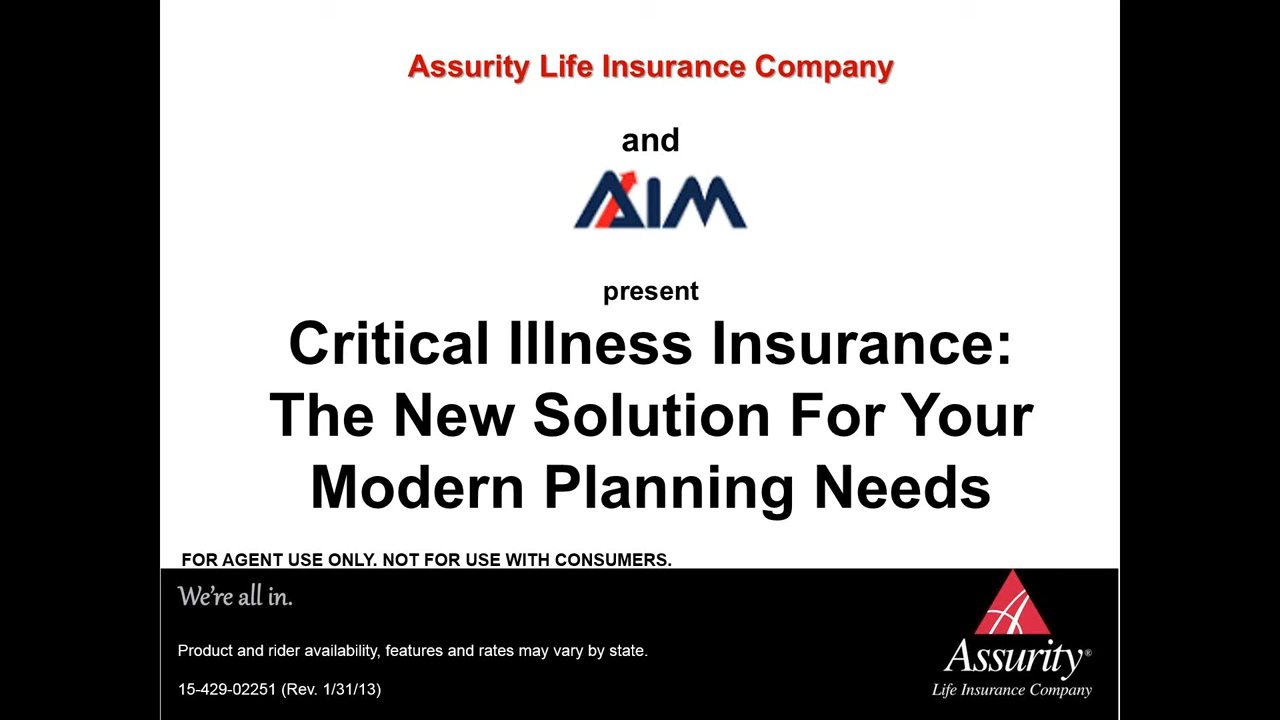 Assurity Life Insurance Company
and
AIM
present
Critical Illness Insurance:
The New Solution For Your
Modern Planning Needs
FOR AGENT USE ONLY. NOT FOR USE WITH CONSUMERS.
We're all in.
Product and rider availability, features and rates may vary by state.
15-429-02251 (Rev. 1/31/13)
Assurity®
Life Insurance Company